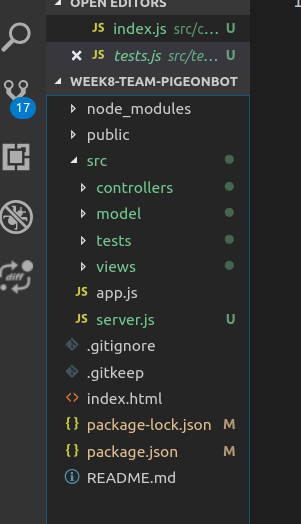 OPEN EDITORS
1
JS index.js src/c... U
JS tests.js src/te... U
WEEK8-TEAM-PIGEONBOT
17
node_modules
public
src
controllers
model
tests
diff
views
JS app.js
JS server.js U
.gitignore
.gitkeep
<> index.html
{ } package-lock.json M
{ } package.json M
README.md